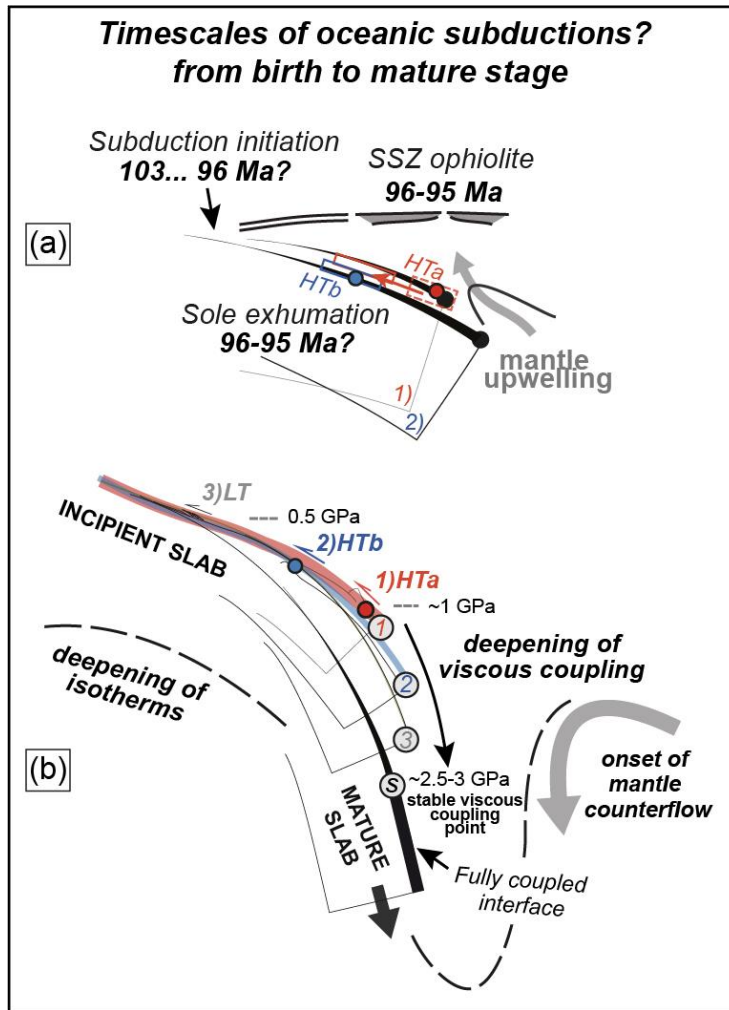 Timescales of oceanic subductions?
from birth to mature stage
Subduction initiation
103... 96 Ma?
SSZ ophiolite
96-95 Ma
(a)
HTa
HTb
Sole exhumation
96-95 Ma?
mantle
upwelling
1)
2)
3)LT
0.5 GPa
INCIPIENT SLAB
2)HTb
1)HTa
~1 GPa
1
deepening of
viscous coupling
deepening of
isotherms
2
3
(b)
S
~2.5-3 GPa
stable viscous
coupling
point
onset of
mantle
counterflow
MATURE
SLAB
Fully coupled
interface